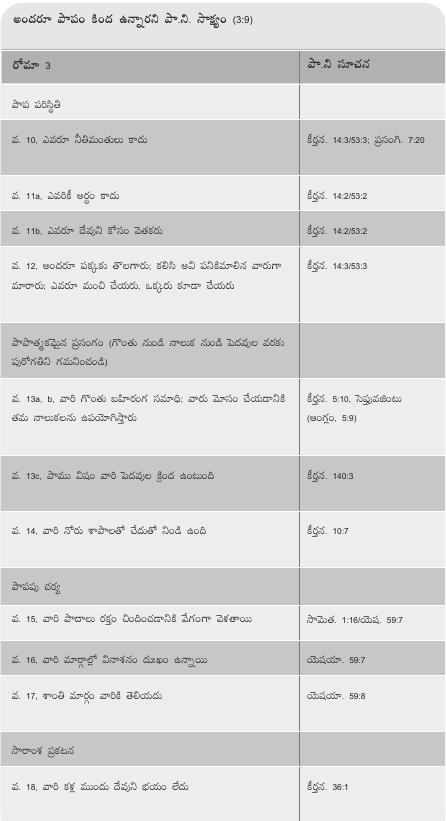 అందరూ పాపం కింద ఉన్నారని పా.ని. సాక్ష్యం (3:9)
రోమా 3
పా.ని సూచన
పాప పరిస్థితి
వ. 10, ఎవరూ నీతిమంతులు కాదు
కీర్తన. 14:3/53:3; ప్రసంగి. 7:20
వ. 11a, ఎవరికీ అర్థం కాదు
కీర్తన. 14:2/53:2
వ. 11b, ఎవరూ దేవుని కోసం వెతకరు
కీర్తన. 14:2/53:2
వ. 12, అందరూ పక్కకు తొలగారు; కలిసి అవి పనికిమాలిన వారుగా
మారారు; ఎవరూ మంచి చేయరు, ఒక్కరు కూడా చేయరు
కీర్తన. 14:3/53:3
పాపాత్మకమైన ప్రసంగం (గొంతు నుండి నాలుక నుండి పెదవుల వరకు
పురోగతిని గమనించండి)
వ. 13a, b, వారి గొంతు బహిరంగ సమాధి; వారు మోసం చేయడానికి
తమ నాలుకలను ఉపయోగిస్తారు
కీర్తన. 5:10, సెప్తువజింటు
(ఆంగ్లం, 5:9)
వ. 13c, పాము విషం వారి పెదవుల క్రింద ఉంటుంది
కీర్తన. 140:3
వ. 14, వారి నోరు శాపాలతో చేదుతో నిండి ఉంది
కీర్తన. 10:7
పాపపు చర్య
వ. 15, వారి పాదాలు రక్తం చిందించడానికి వేగంగా వెళతాయి
సామెత. 1:16/యెష. 59:7
వ. 16, వారి మార్గాల్లో వినాశనం దుఃఖం ఉన్నాయి
యెషయా. 59:7
వ. 17, శాంతి మార్గం వారికి తెలియదు
యెషయా. 59:8
సారాంశ ప్రకటన
వ. 18, వారి కళ్ల ముందు దేవుని భయం లేదు
కీర్తన. 36:1